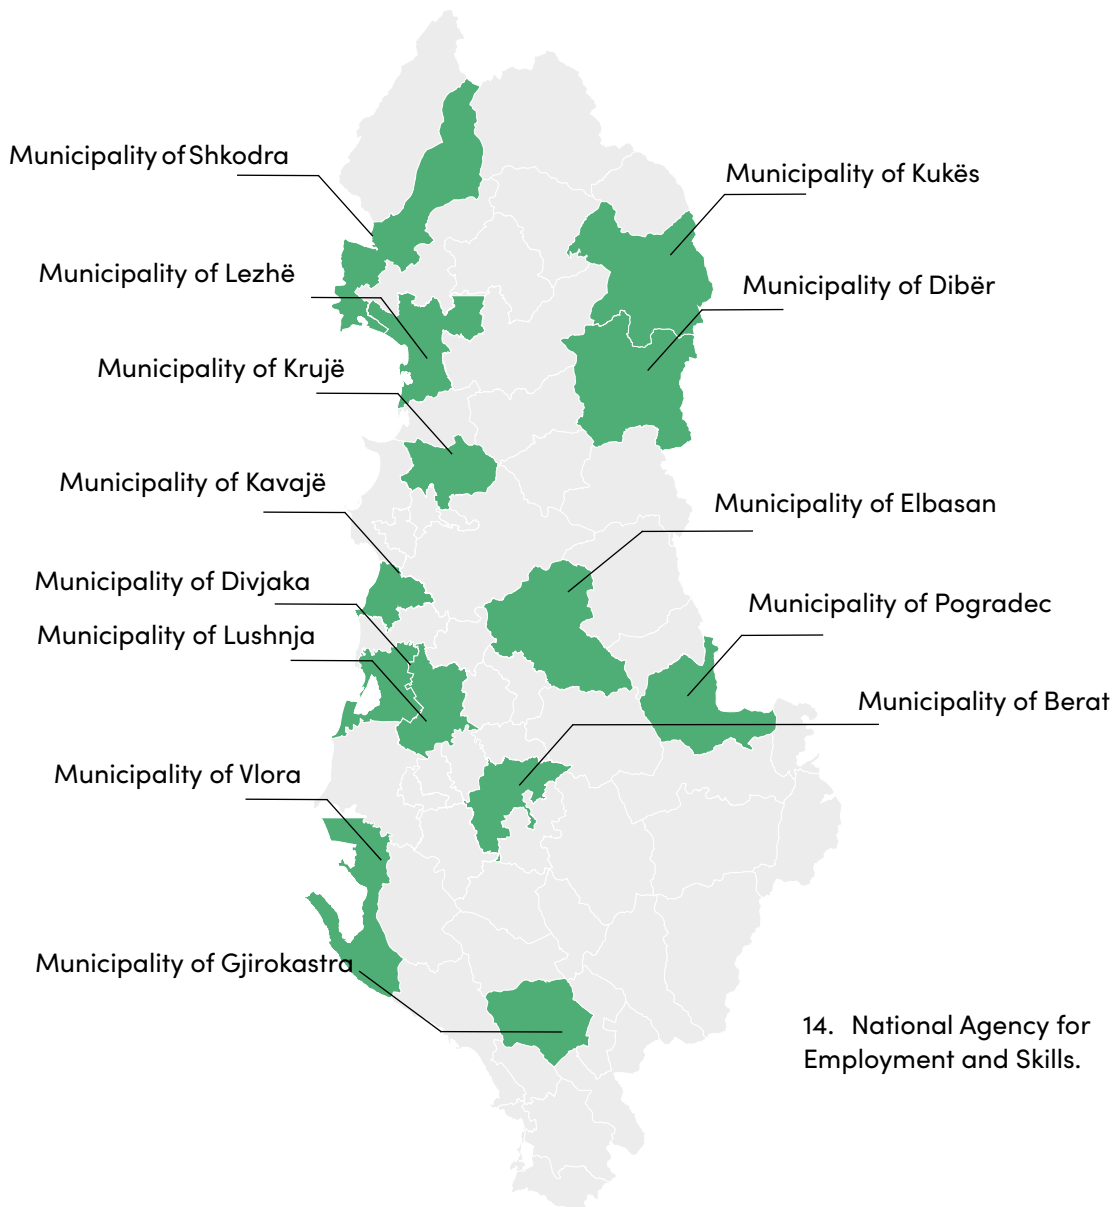 Municipality of Shkodra
Municipality of Kukës
Municipality of Lezhë
Municipality of Dibër
Municipality of Krujë
Municipality of Kavajë
Municipality of Elbasan
Municipality of Divjaka
Municipality of Pogradec
Municipality of Lushnja
Municipality of Berat
Municipality of Vlora
Municipality of Gjirokastra
14. National Agency for
Employment and Skills.